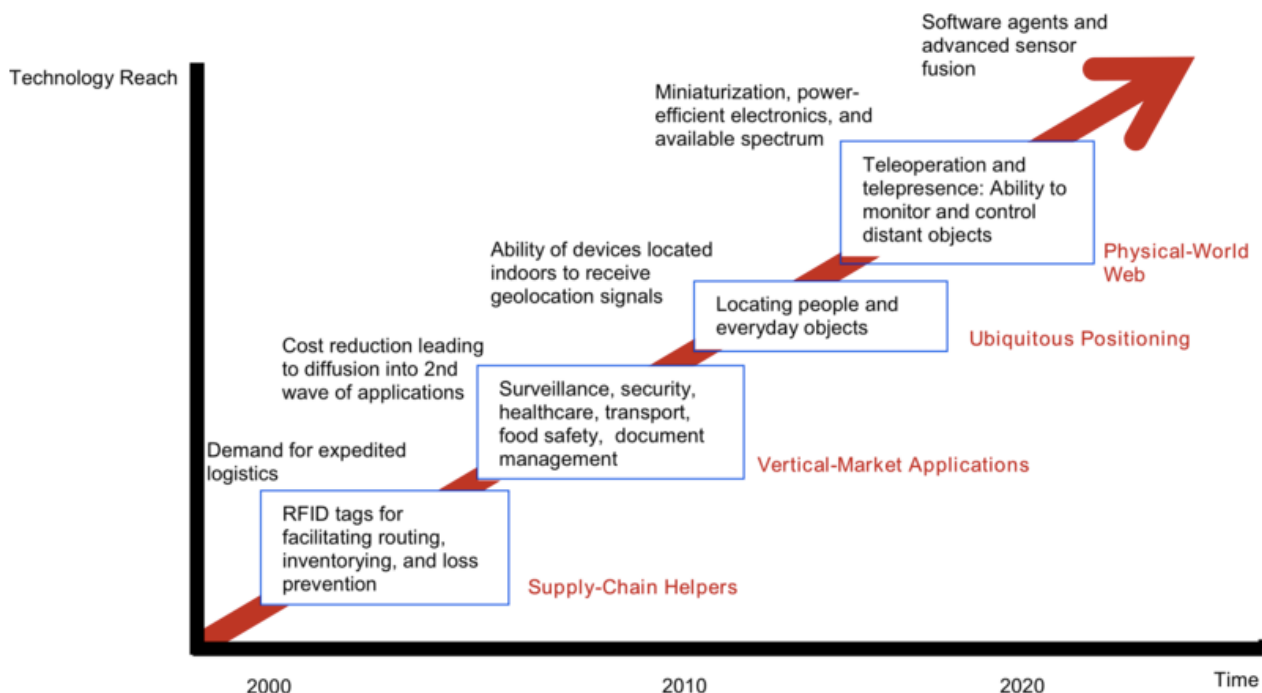 Software agents and
advanced sensor
fusion
Technology Reach
Miniaturization, power-
efficient electronics, and
available spectrum
Teleoperation and
telepresence: Ability to
monitor and control
distant objects
Physical-World
Web
Ability of devices located
indoors to receive
geolocation signals
Locating people and
everyday objects
Ubiquitous Positioning
Cost reduction leading
to diffusion into 2nd
wave of applications
Surveillance, security,
healthcare, transport,
food safety, document
management
Vertical-Market Applications
Demand for expedited
logistics
RFID tags for
facilitating routing,
inventorying, and loss
prevention
Supply-Chain Helpers
2000
2010
2020
Time